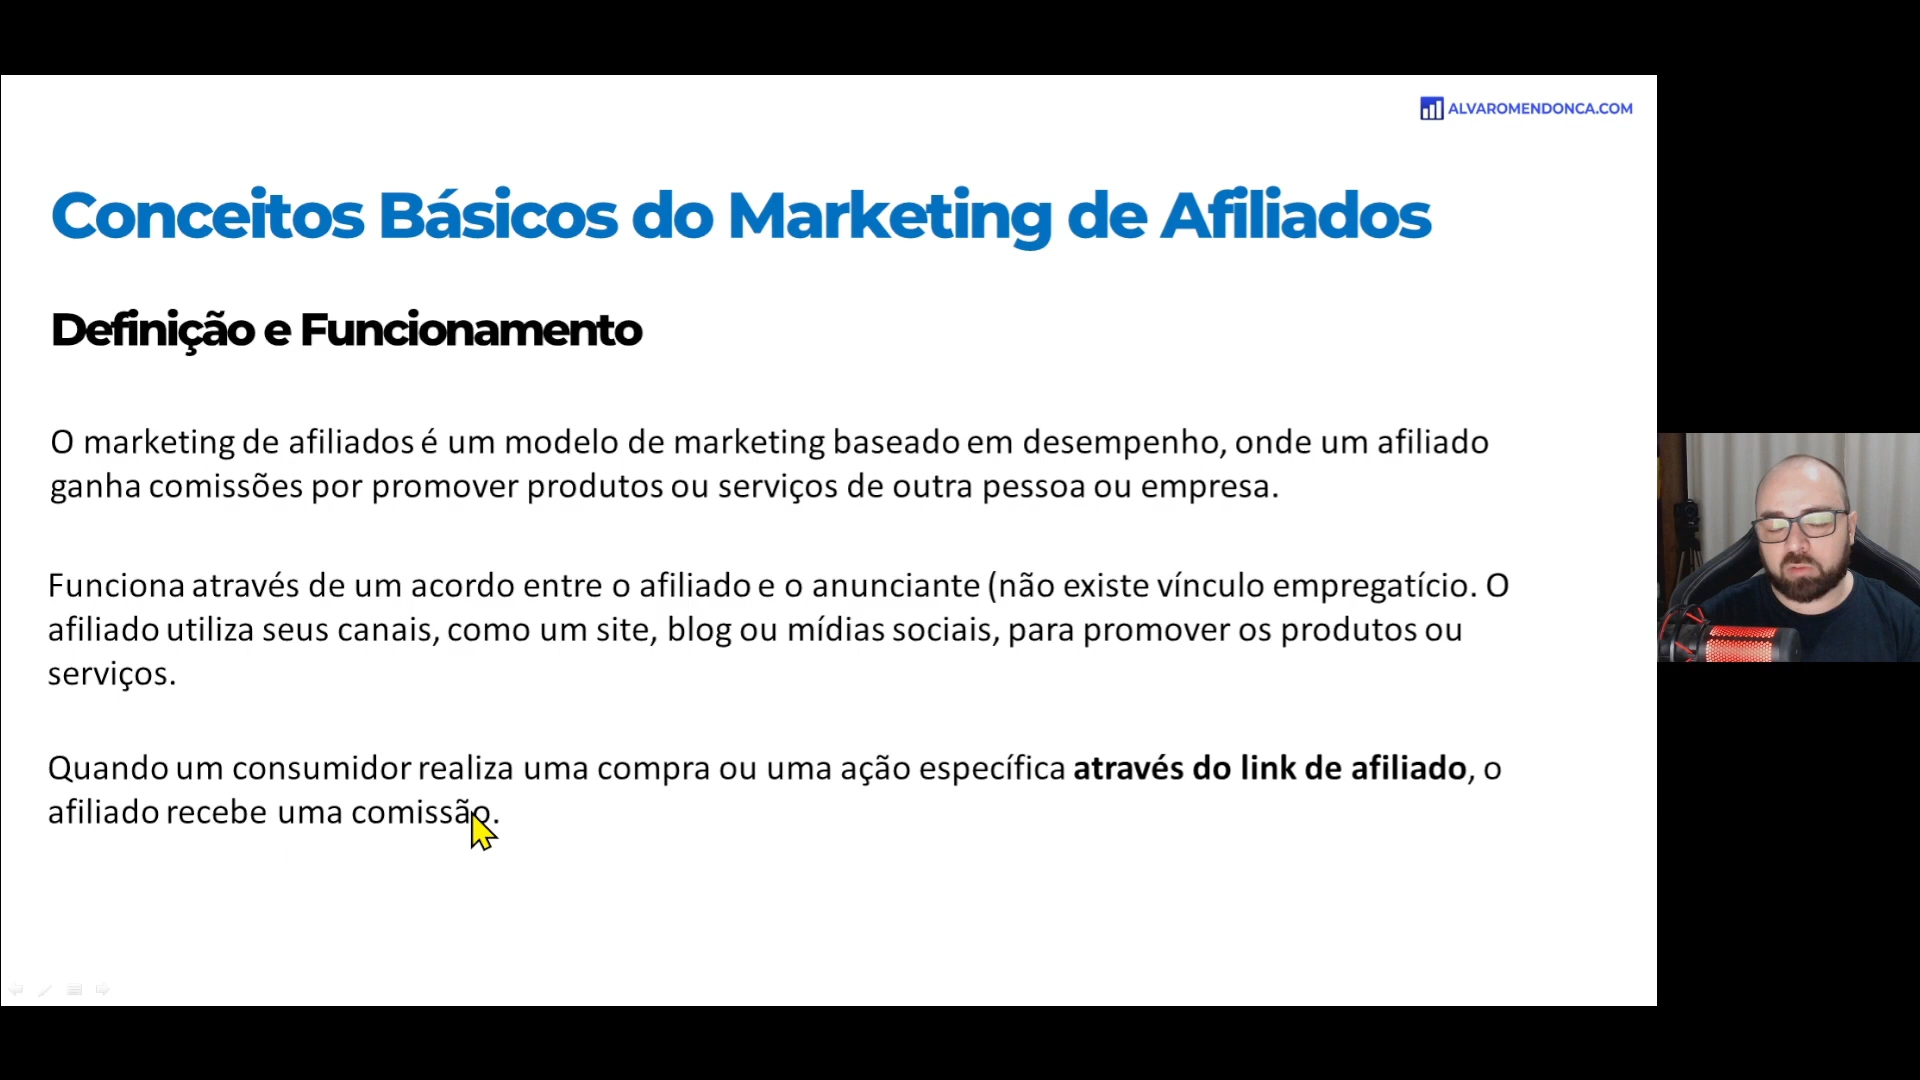 ALVAROMENDONCA.COM
Conceitos Básicos do Marketing de Afiliados
Definição e Funcionamento
O marketing de afiliados é um modelo de marketing baseado em desempenho, onde um afiliado
ganha comissões por promover produtos ou serviços de outra pessoa ou empresa.
Funciona através de um acordo entre o afiliado e o anunciante (não existe vínculo empregatício. O
afiliado utiliza seus canais, como um site, blog ou mídias sociais, para promover os produtos ou
serviços.
Quando um consumidor realiza uma compra ou uma ação específica através do link de afiliado, o
afiliado recebe uma comissão.